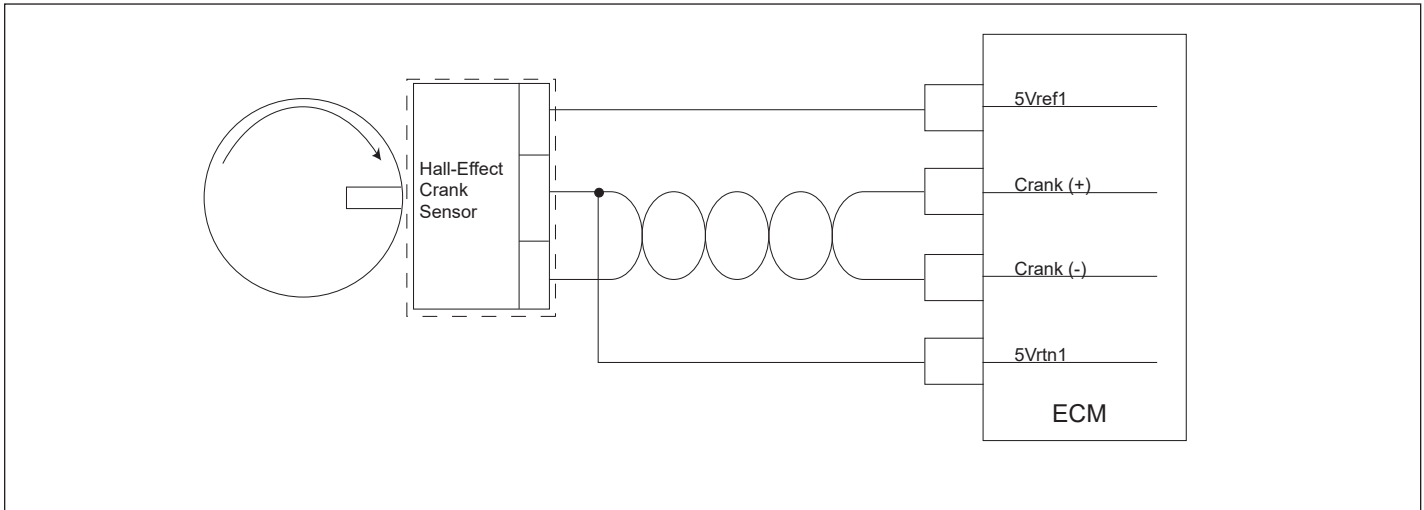 Hall-Effect
Crank
Sensor
5Vref1
Crank (+)
Crank (-)
5Vrtn1
ECM